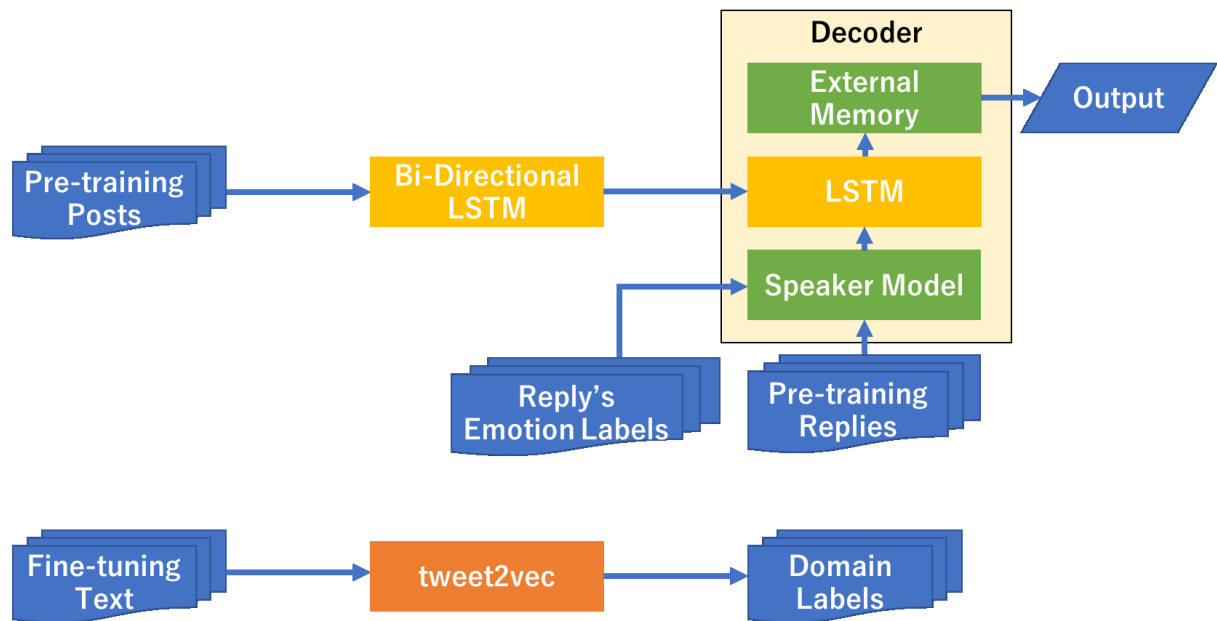 Decoder
External
Memory
Output
Pre-training
Posts
Bi-Directional
LSTM
LSTM
Speaker Model
Reply’s
Emotion Labels
Pre-training
Replies
Fine-tuning
Text
tweet2vec
Domain
Labels